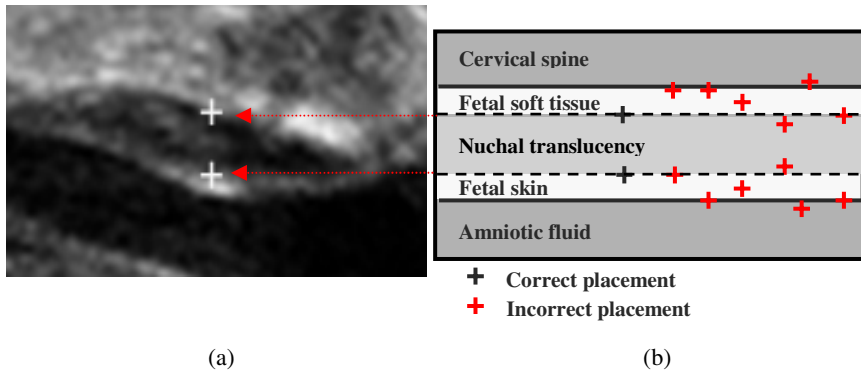 Cervical spine
Fetal soft tissue
Nuchal translucency
Fetal skin
Amniotic fluid
Correct placement
Incorrect placement
(a)
(b)